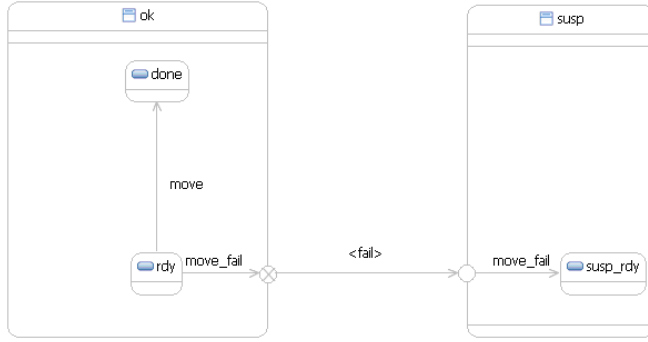 ok
susp
done
move
<fail>
rdy
move_fail
move_fail
susp_rdy